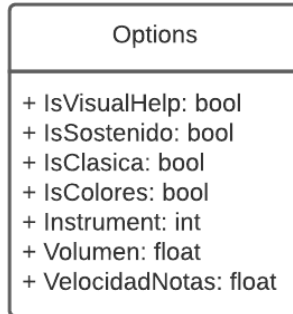 Options
+ IsVisualHelp: bool
+ IsSostenido: bool
+ IsClasica: bool
+ IsColores: bool
+ Instrument: int
+ Volumen: float
+ VelocidadNotas: float